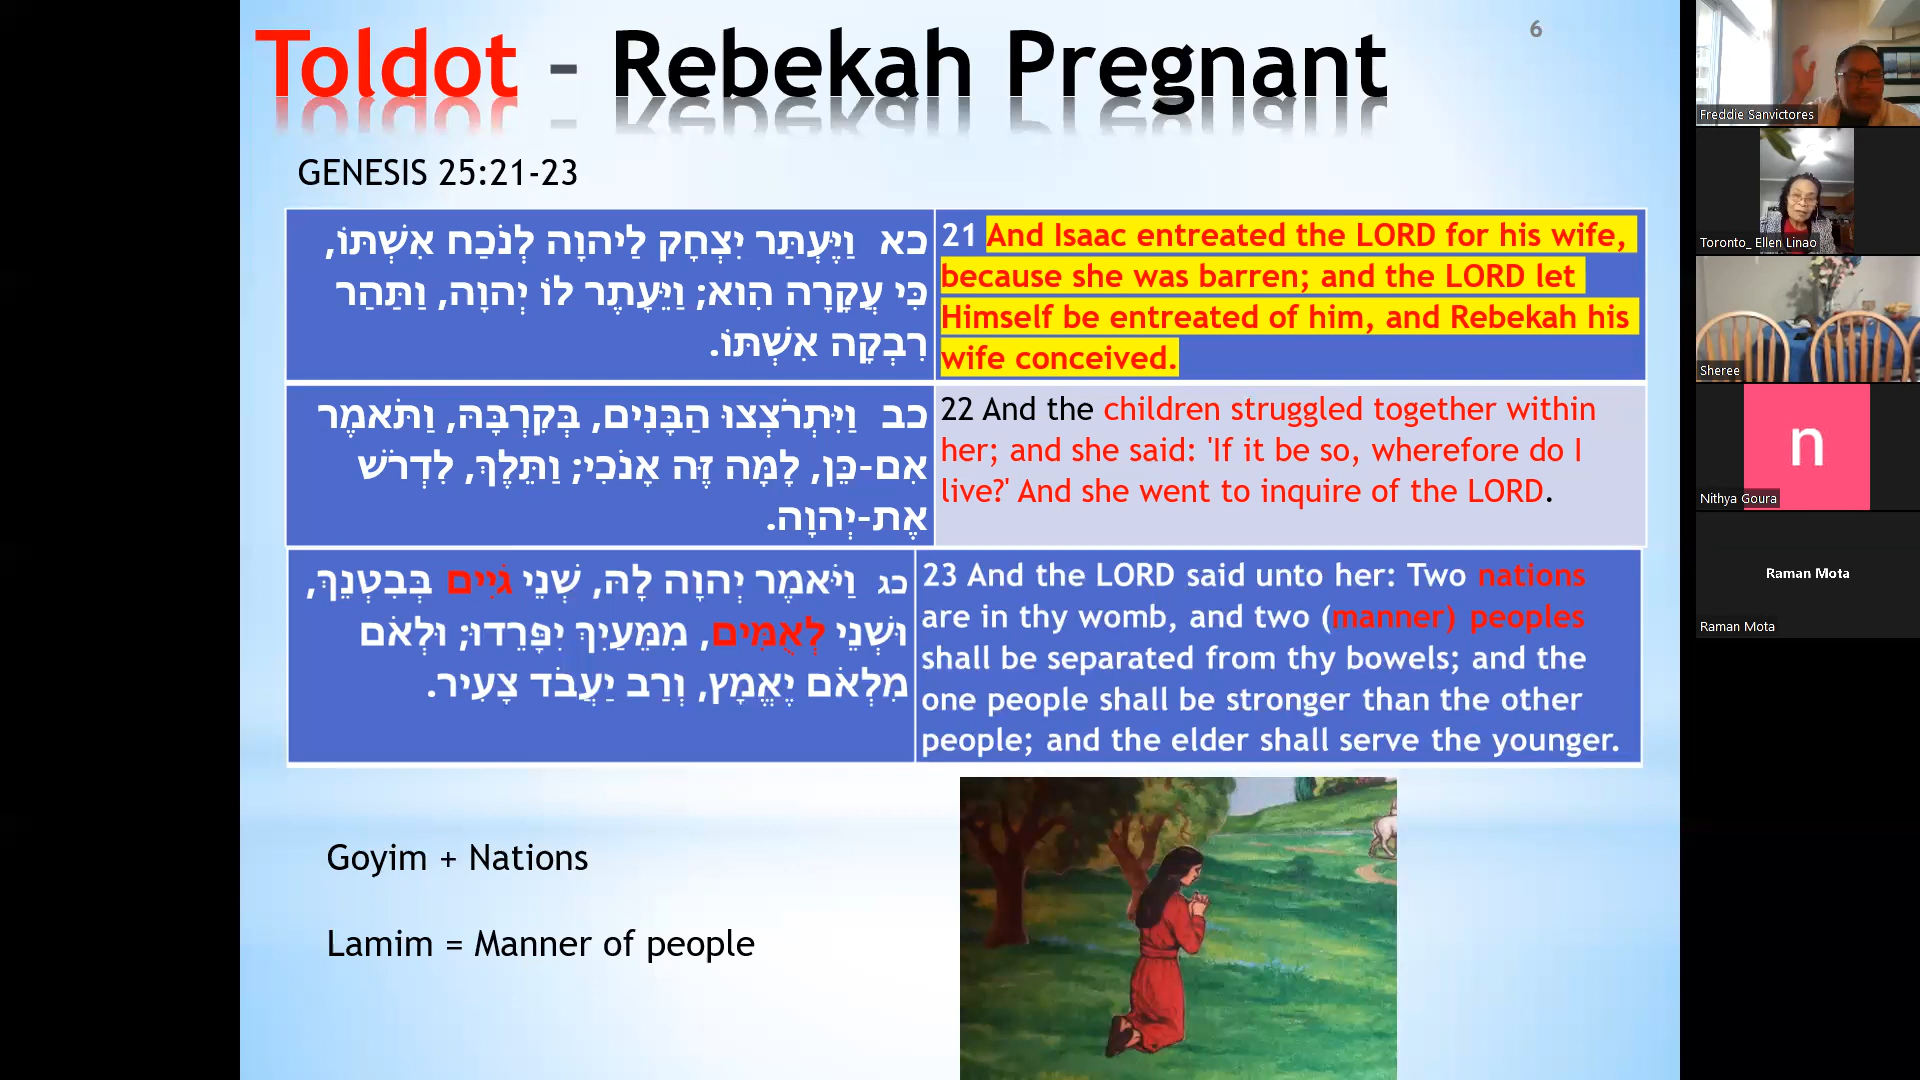 Toldot - Rebekah Pregnant
6
GENESIS 25:21-23
כא  וַיֶּעְתַּר יִצְחָק לַיהוָה לְנֹכַח אִשְׁתּוֹ,
כִּי עֲקָרָה הִוא; וַיֵּעָתֶר לוֹ יְהוָה, וַתַּהַר
רִבְקָה אִשְׁתּוֹ.
21 And Isaac entreated the LORD for his wife,
because she was barren; and the LORD let
Himself be entreated of him, and Rebekah his
wife conceived.
כב  וַיִּתְרֹצְצוּ הַבָּנִים, בְּקִרְבָּהּ, וַתֹּאמֶר
אִם-כֵּן, לָמָּה זֶּה אָנֹכִי; וַתֵּלֶךְ, לִדְרֹשׁ
אֶת-יְהוָה.
22 And the children struggled together within
her; and she said: 'If it be so, wherefore do I
live?' And she went to inquire of the LORD.
כג  וַיֹּאמֶר יְהוָה לָהּ, שְׁנֵי גֹיִים בְּבִטְנֵךְ,
וּשְׁנֵי לְאֻמִּים, מִמֵּעַיִךְ יִפָּרֵדוּ; וּלְאֹם
מִלְאֹם יֶאֱמָץ, וְרַב יַעֲבֹד צָעִיר.
23 And the LORD said unto her: Two nations
are in thy womb, and two (manner) peoples
shall be separated from thy bowels; and the
one people shall be stronger than the other
people; and the elder shall serve the younger.
Goyim + Nations
Lamim = Manner of people
Freddie Sanvictores
Toronto_ Ellen Linao
Sheree
n
Nithya Goura
Raman Mota
Raman Mota